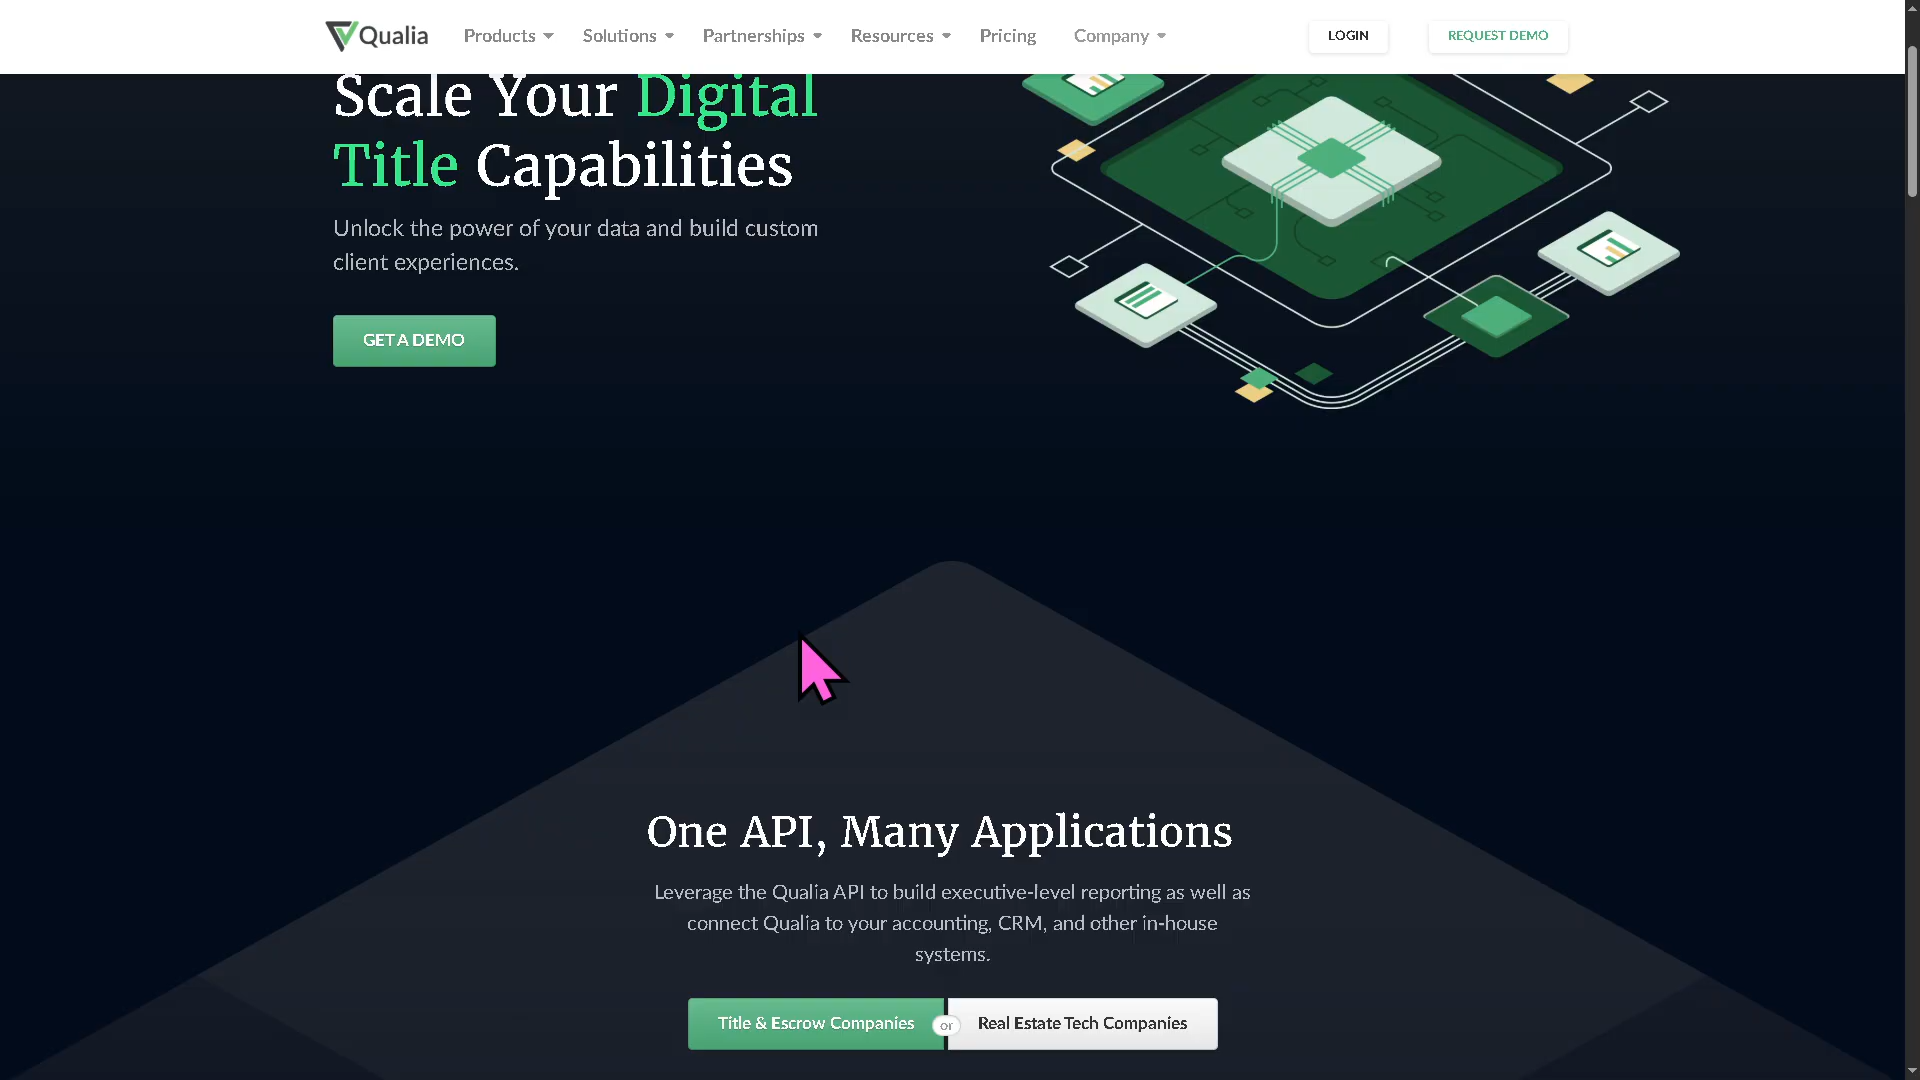 Qualia
Products
Solutions
Partnerships
Resources
Pricing
Company
LOGIN
REQUEST DEMO
Scale Your Digital
Title Capabilities
Unlock the power of your data and build custom
client experiences.
GET A DEMO
One API, Many Applications
Leverage the Qualia API to build executive-level reporting as well as
connect Qualia to your accounting, CRM, and other in-house
systems.
Title & Escrow Companies
or
Real Estate Tech Companies